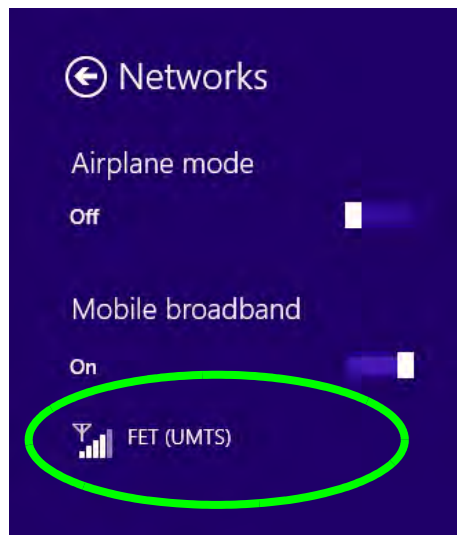 Networks
Airplane mode
Off
Mobile broadband
On
FET (UMTS)